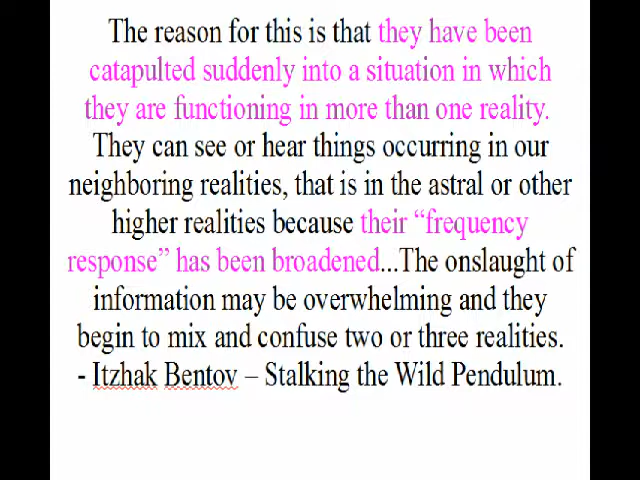 The reason for this is that they have been
catapulted suddenly into a situation in which
they are functioning in more than one reality.
They can see or hear things occurring in our
neighboring realities, that is in the astral or other
higher realities because their “frequency
response” has been broadened...The onslaught of
information may be overwhelming and they
begin to mix and confuse two or three realities.
- Itzhak Bentov – Stalking the Wild Pendulum.